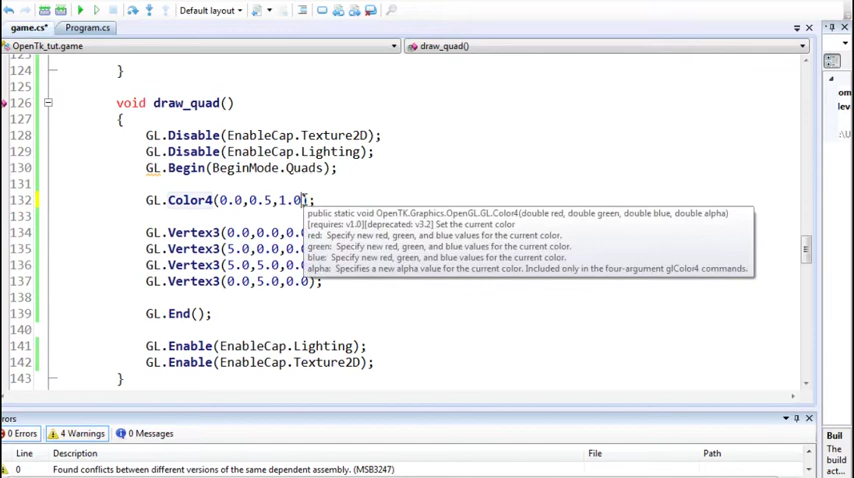 Default layout
game.cs*
Program.cs
OpenTk_tut.game
draw_quad()
123
124 }
125
126 void draw_quad()
127 {
128 GL.Disable(EnableCap.Texture2D);
129 GL.Disable(EnableCap.Lighting);
130 GL.Begin(BeginMode.Quads);
131
132 GL.Color4(0.0,0.5,1.0);
133
134 GL.Vertex3(0.0,0.0,0.0
135 GL.Vertex3(5.0,0.0,0.0
136 GL.Vertex3(5.0,5.0,0.0
137 GL.Vertex3(0.0,5.0,0.0);
138
139 GL.End();
140
141 GL.Enable(EnableCap.Lighting);
142 GL.Enable(EnableCap.Texture2D);
143 }
public static void OpenTK.Graphics.OpenGL.GL.Color4(double red, double green, double blue, double alpha)
[requires: v1.0][deprecated: v3.2] Set the current color
red: Specify new red, green, and blue values for the current color.
green: Specify new red, green, and blue values for the current color.
blue: Specify new red, green, and blue values for the current color.
alpha: Specifies a new alpha value for the current color. Included only in the four-argument glColor4 commands.
rrors
0 Errors 4 Warnings 0 Messages
Line Description File Path
0 Found conflicts between different versions of the same dependent assembly. (MSB3247)
om
lev
:\U
Buil
The
build
act...